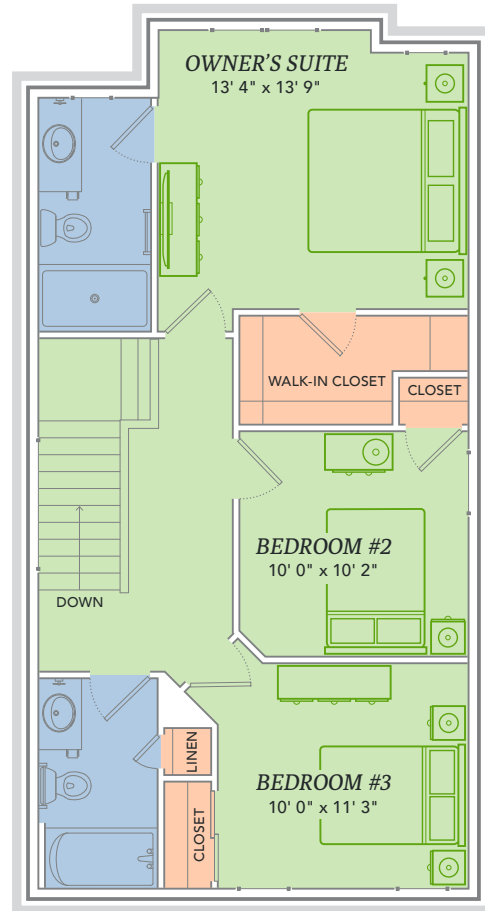 OWNER'S SUITE
13' 4" x 13' 9"
WALK-IN CLOSET
CLOSET
BEDROOM #2
10' 0" x 10' 2"
DOWN
LINEN
BEDROOM #3
10' 0" x 11' 3"
CLOSET